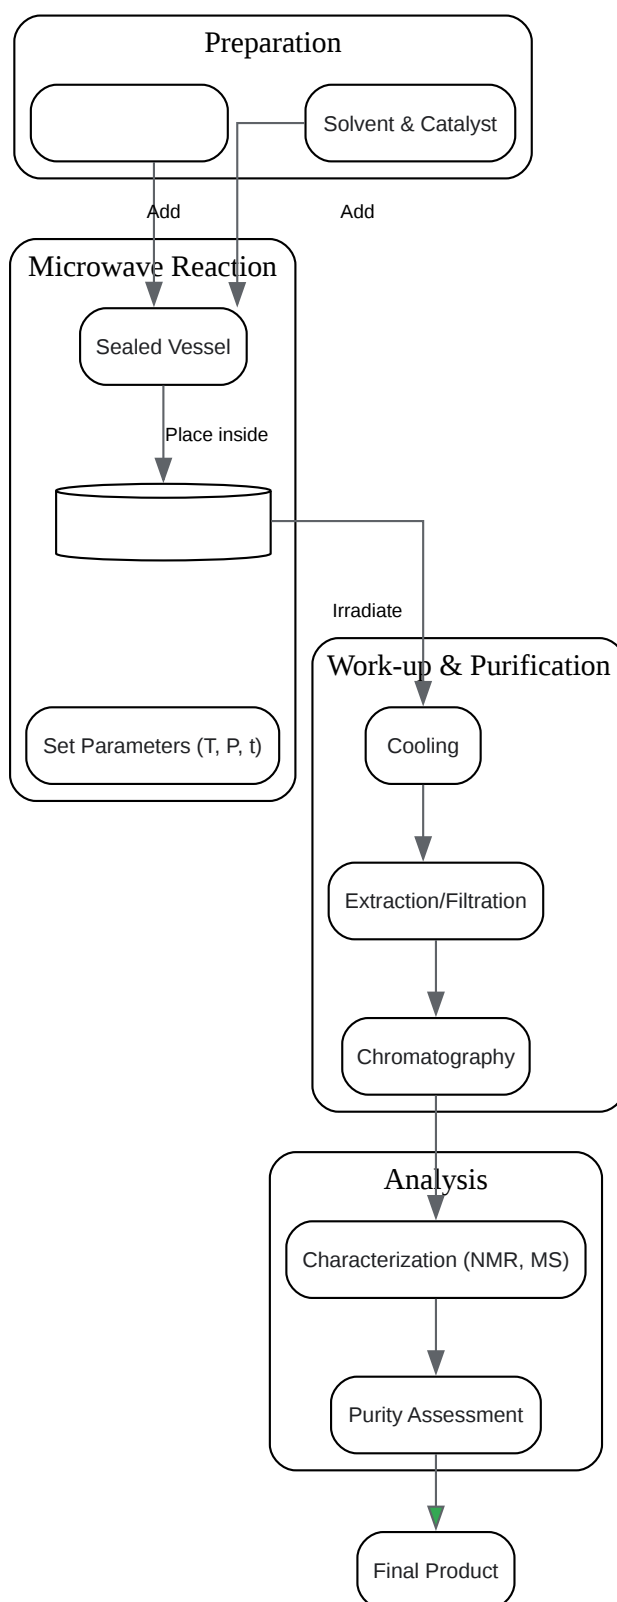 Preparation
Solvent & Catalyst
Add
Add
Microwave Reaction
Sealed Vessel
Place inside
Irradiate
Work-up & Purification
Set Parameters (T, P, t)
Cooling
Extraction/Filtration
Chromatography
Analysis
Characterization (NMR, MS)
Purity Assessment
Final Product